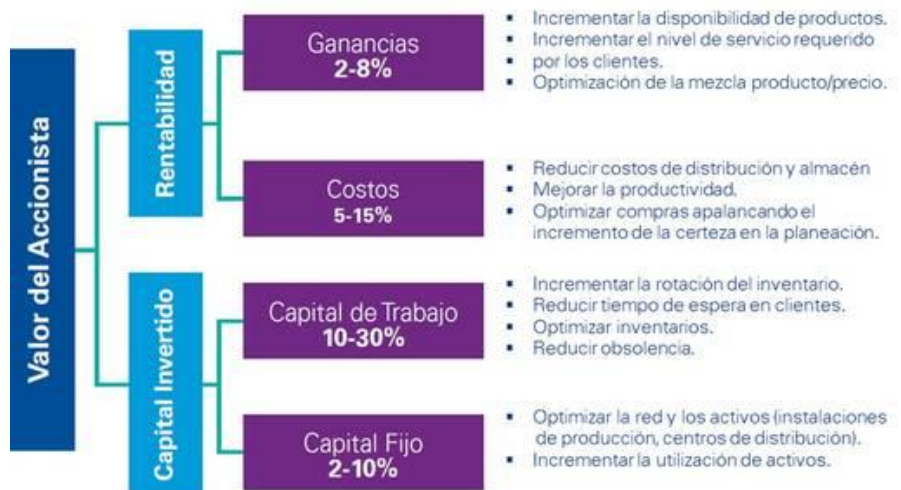 Valor del Accionista
Rentabilidad
Ganancias
2-8%
▪ Incrementar la disponibilidad de productos.
▪ Incrementar el nivel de servicio requerido
▪ por los clientes.
▪ Optimización de la mezcla producto/precio.
Costos
5-15%
▪ Reducir costos de distribución y almacén
▪ Mejorar la productividad.
▪ Optimizar compras apalancando el
incremento de la certeza en la planeación.
Capital Invertido
Capital de Trabajo
10-30%
▪ Incrementar la rotación del inventario.
▪ Reducir tiempo de espera en clientes.
▪ Optimizar inventarios.
▪ Reducir obsolencia.
Capital Fijo
2-10%
▪ Optimizar la red y los activos (instalaciones
de producción, centros de distribución).
▪ Incrementar la utilización de activos.